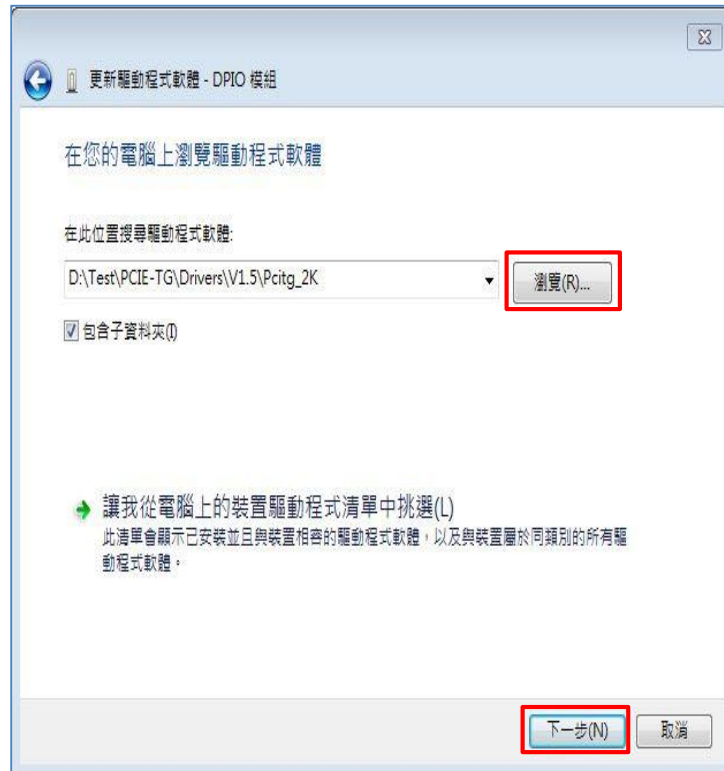 更新驅動程式軟體 - DPIO 模組
在您的電腦上瀏覽驅動程式軟體
在此位置搜尋驅動程式軟體:
D:\Test\PCIE-TG\Drivers\V1.5\Pcitg_2K
瀏覽(R)...
包含子資料夾(I)
讓我從電腦上的裝置驅動程式清單中挑選(L)
此清單會顯示已安裝並且與裝置相容的驅動程式軟體，以及與裝置屬於同類別的所有驅
動程式軟體。
下一步(N)
取消